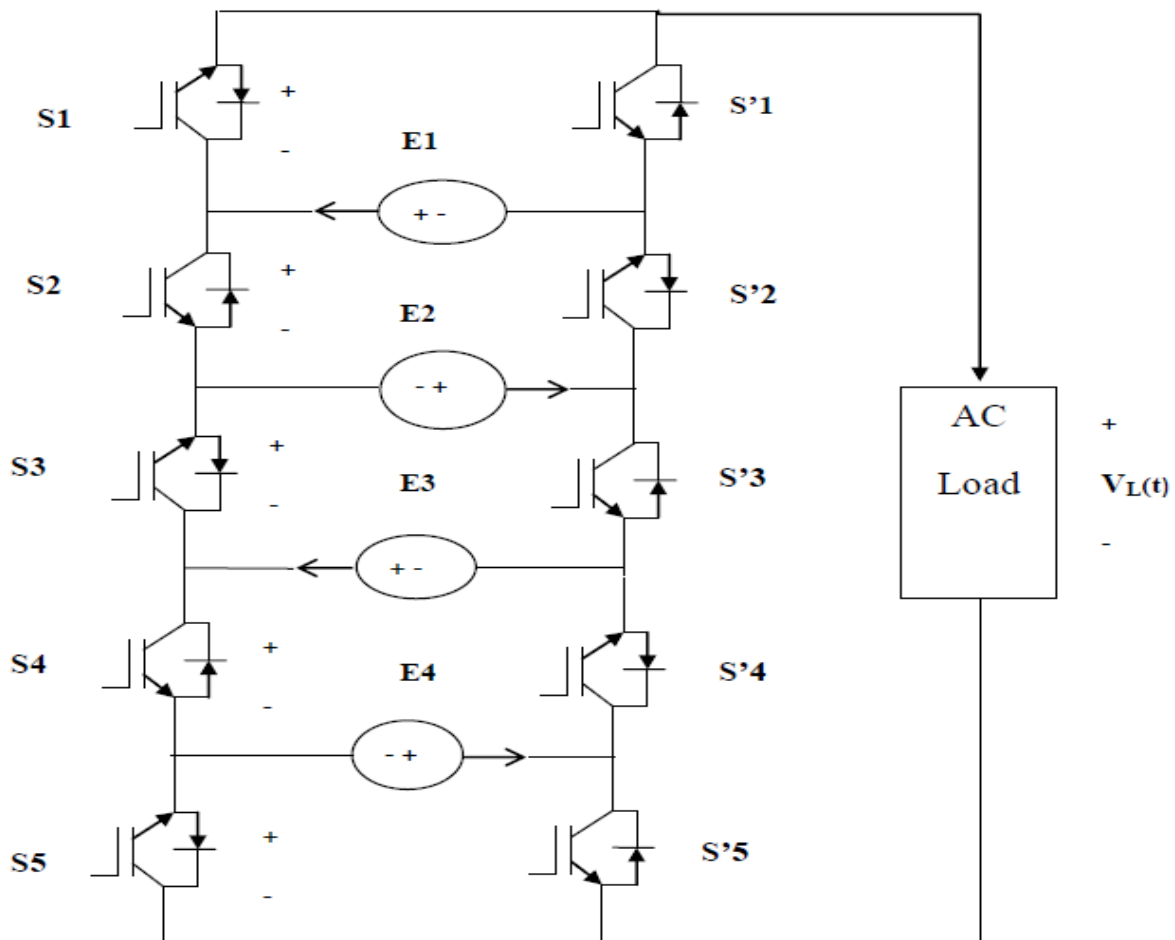 S1
+
-
E1
+ -
S'1
S2
+
-
E2
- +
S'2
S3
+
-
E3
+ -
S'3
AC
Load
+
VL(t)
-
S4
+
-
E4
- +
S'4
S5
+
-
S'5